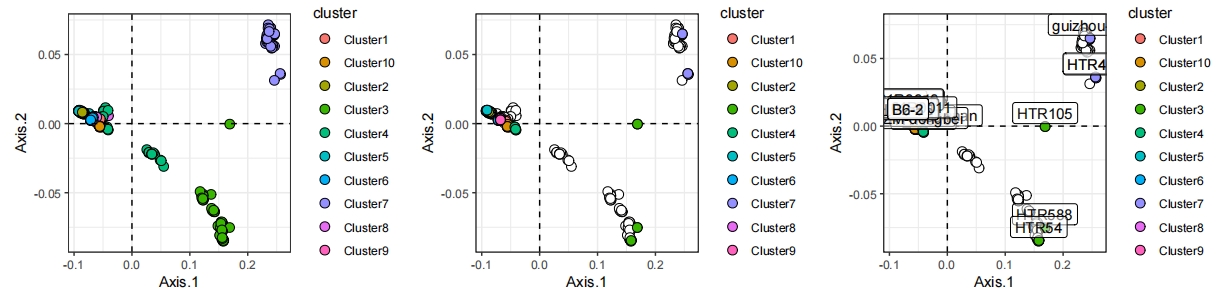 cluster
Cluster1
Cluster10
Cluster2
Cluster3
Cluster4
Cluster5
Cluster6
Cluster7
Cluster8
Cluster9
Axis.2
0.05
0.00
-0.05
-0.1
0.0
0.1
0.2
Axis.1
cluster
Cluster1
Cluster10
Cluster2
Cluster3
Cluster4
Cluster5
Cluster6
Cluster7
Cluster8
Cluster9
Axis.2
0.05
0.00
-0.05
-0.1
0.0
0.1
0.2
Axis.1
cluster
Cluster1
Cluster10
Cluster2
Cluster3
Cluster4
Cluster5
Cluster6
Cluster7
Cluster8
Cluster9
Axis.2
0.05
0.00
-0.05
guizhou
HTR4
B6-2
HTR105
HTR588
HTR54
-0.1
0.0
0.1
0.2
Axis.1